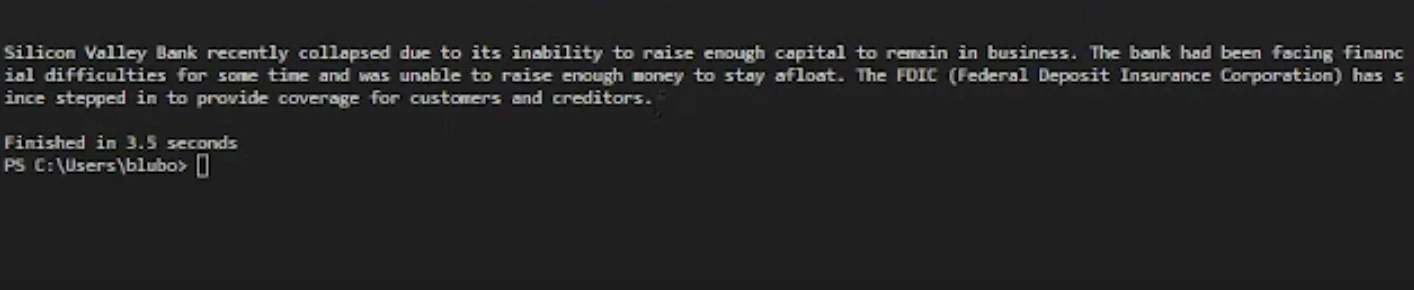 Silicon Valley Bank recently collapsed due to its inability to raise enough capital to remain in business. The bank had been facing financ
ial difficulties for some time and was unable to raise enough money to stay afloat. The FDIC (Federal Deposit Insurance Corporation) has s
ince stepped in to provide coverage for customers and creditors.
Finished in 3.5 seconds
PS C:\Users\blubo>